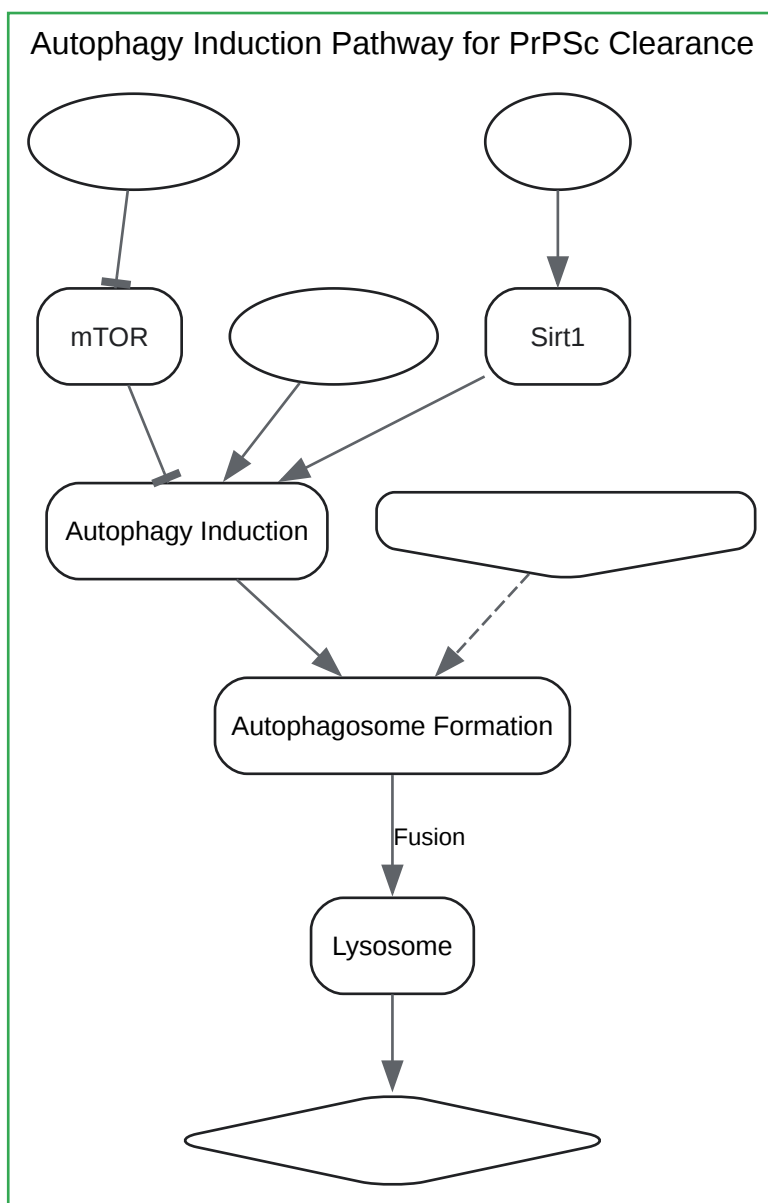 Autophagy Induction Pathway for PrPSc Clearance
mTOR
Sirt1
Autophagy Induction
Autophagosome Formation
Fusion
Lysosome